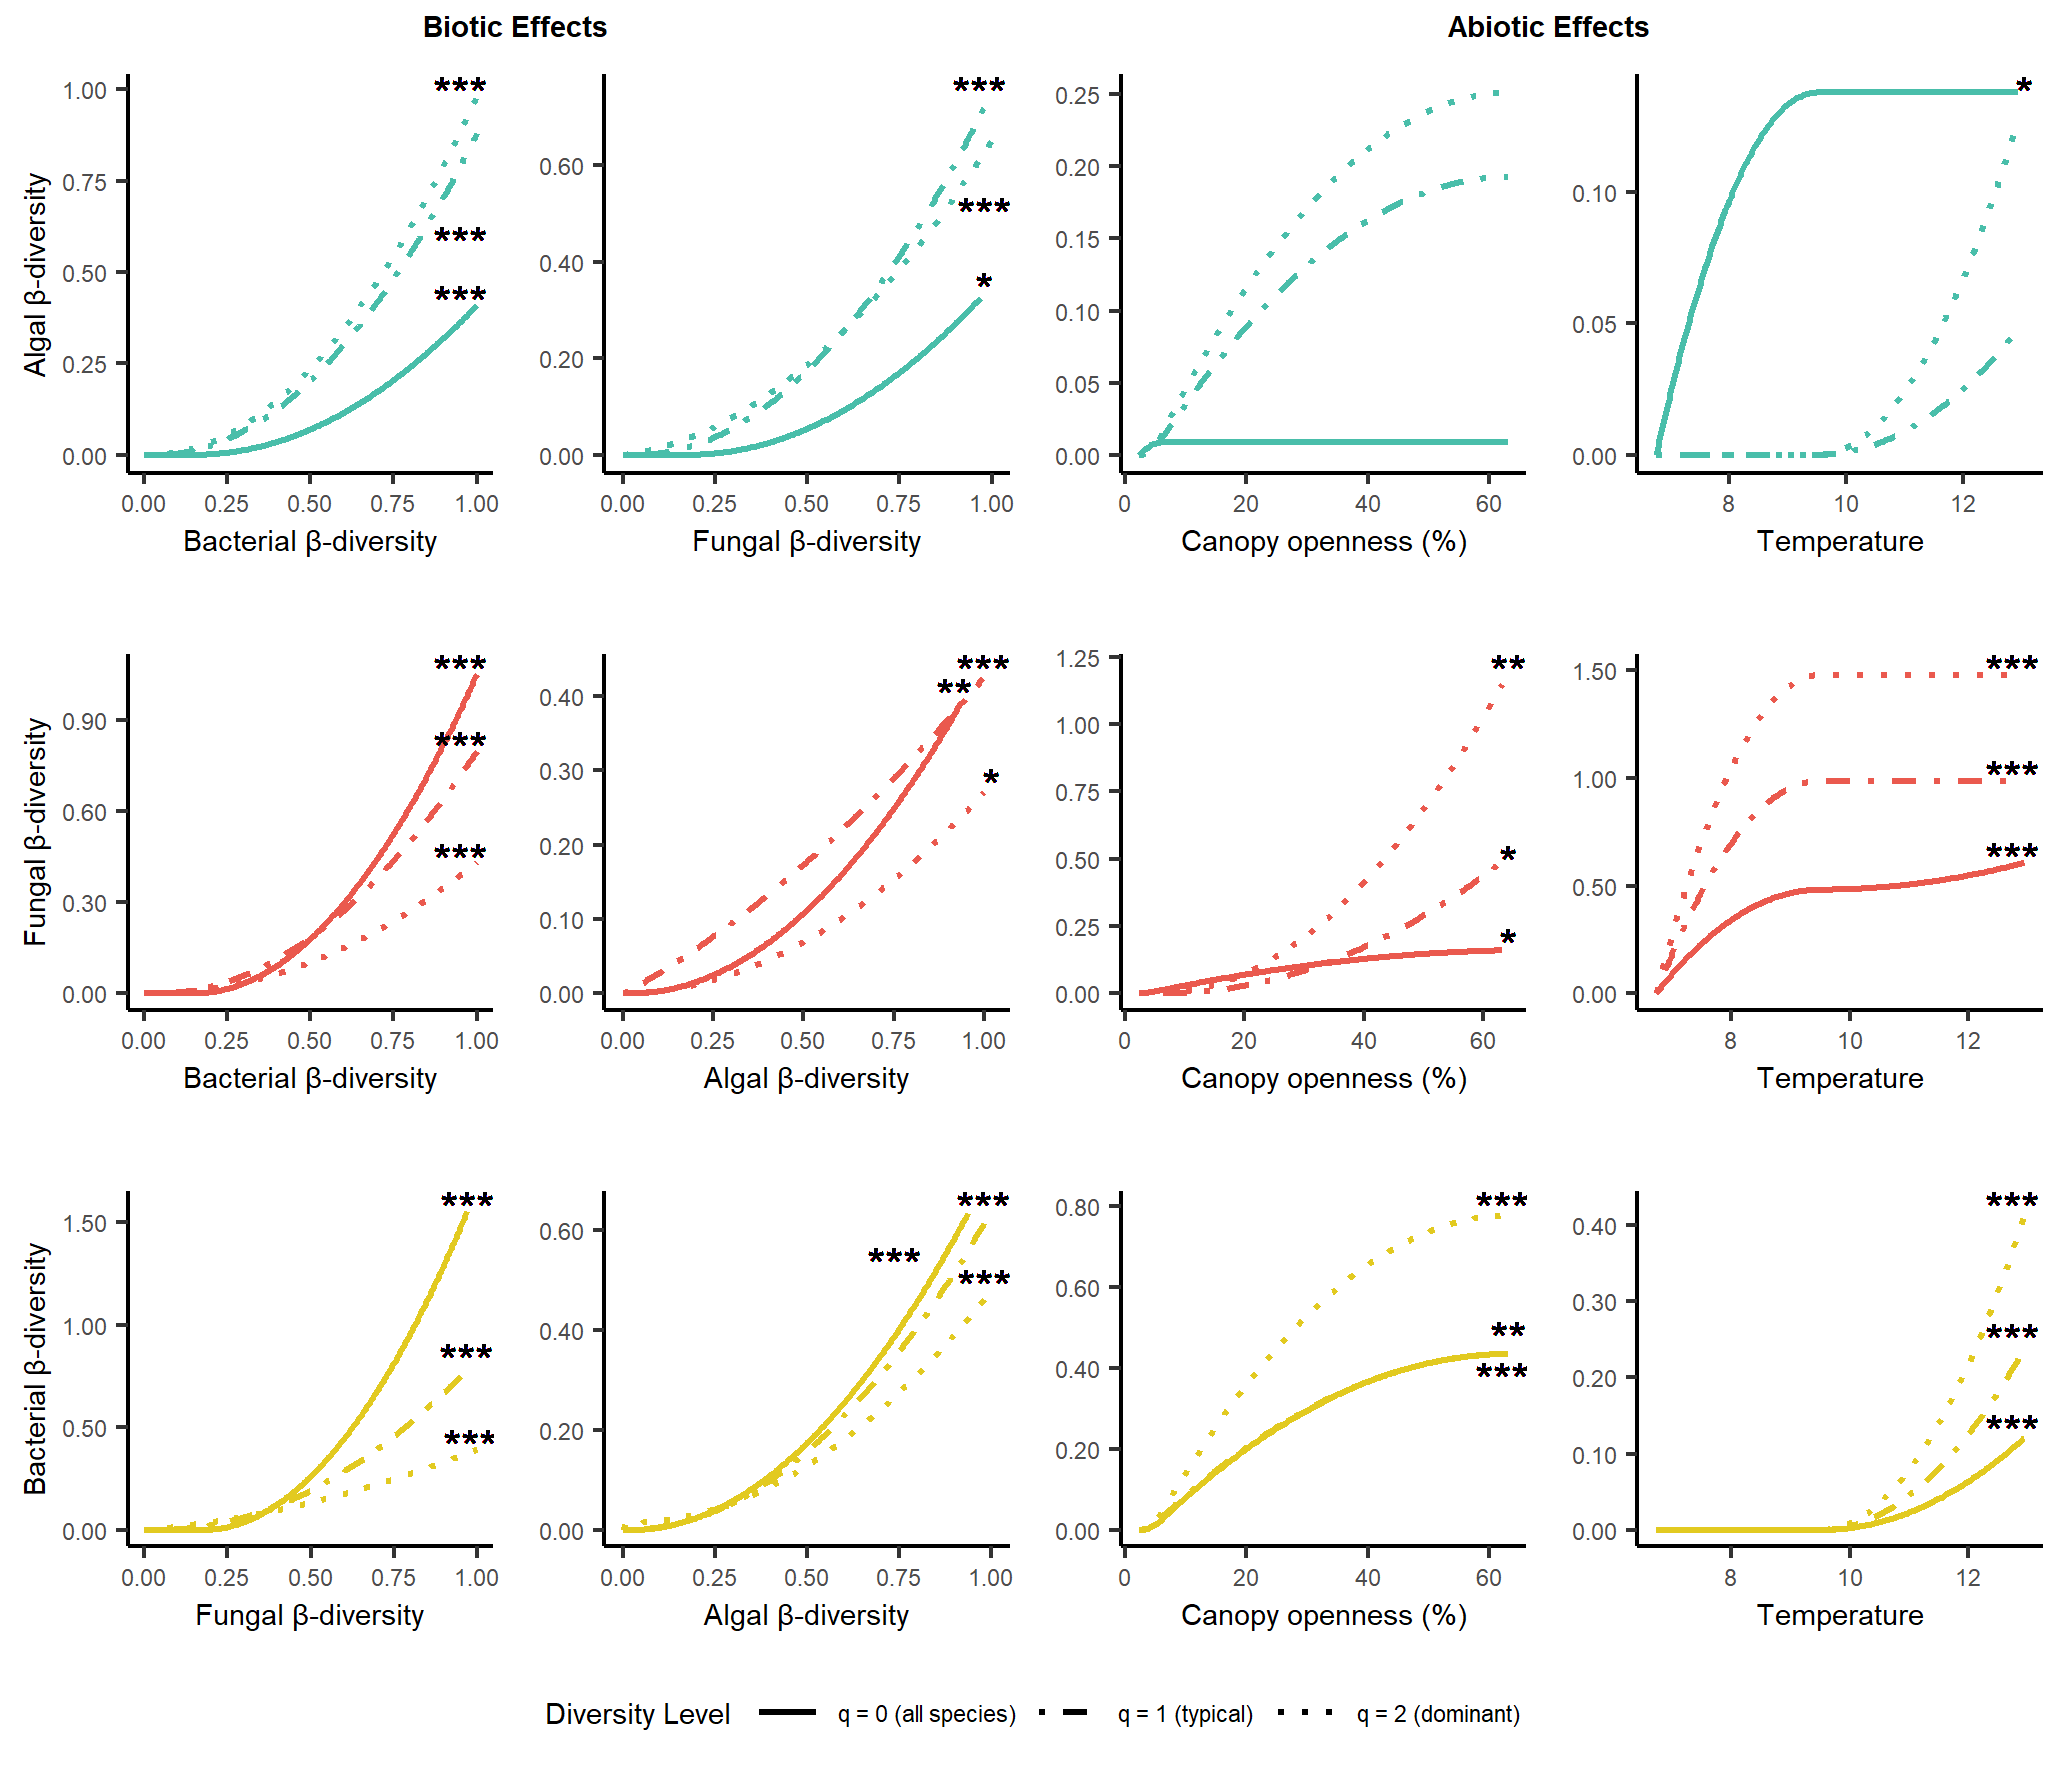 Biotic Effects Abiotic Effects
*** *** *
1.00 0.25
0.75 *** 0.60 *** 0.20 0.10
Algal β-diversity
0.50 *** 0.40 * 0.15
0.25 0.20 0.10 0.05
0.05
0.00 0.00 0.00 0.00
0.00 0.25 0.50 0.75 1.00 0.00 0.25 0.50 0.75 1.00 0 20 40 60 8 10 12
Bacterial β-diversity Fungal β-diversity Canopy openness (%) Temperature
*** *** 1.25 ** 1.50 ***
0.90 *** 0.40 ** 1.00 1.00 ***
Fungal β-diversity
0.60 *** 0.30 * 0.75 * ***
0.30 0.20 0.50 * 0.50
0.10 0.25
0.00 0.00 0.00 0.00
0.00 0.25 0.50 0.75 1.00 0.00 0.25 0.50 0.75 1.00 0 20 40 60 8 10 12
Bacterial β-diversity Algal β-diversity Canopy openness (%) Temperature
*** *** *** ***
1.50 0.60 *** 0.80 0.40
Bacterial β-diversity
1.00 *** 0.40 *** 0.60 ** 0.30 ***
0.50 *** 0.20 0.40 *** 0.20 ***
0.20 0.10
0.00 0.00 0.00 0.00
0.00 0.25 0.50 0.75 1.00 0.00 0.25 0.50 0.75 1.00 0 20 40 60 8 10 12
Fungal β-diversity Algal β-diversity Canopy openness (%) Temperature
Diversity Level q = 0 (all species) q = 1 (typical) q = 2 (dominant)